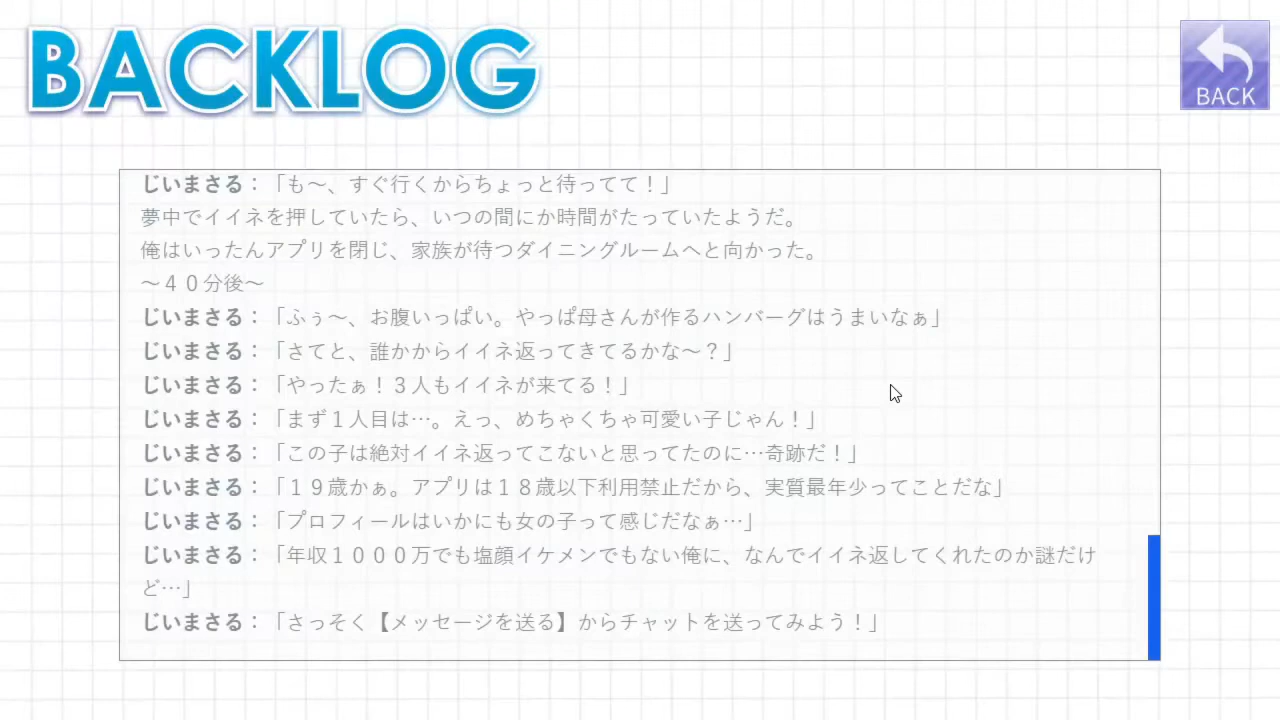 BACKLOG
BACK
じいまさる：「も～、すぐ行くからちょっと待ってて！」
夢中でイイネを押していたら、いつの間にか時間がたっていたようだ。
俺はいったんアプリを閉じ、家族が待つダイニングルームへと向かった。
～４０分後～
じいまさる：「ふぅ～、お腹いっぱい。やっぱ母さんが作るハンバーグはうまいなぁ」
じいまさる：「さてと、誰かからイイネ返ってきてるかな～？」
じいまさる：「やったぁ！３人もイイネが来てる！」
じいまさる：「まず１人目は…。えっ、めちゃくちゃ可愛い子じゃん！」
じいまさる：「この子は絶対イイネ返ってこないと思ってたのに…奇跡だ！」
じいまさる：「１９歳かぁ。アプリは１８歳以下利用禁止だから、実質最年少ってことだな」
じいまさる：「プロフィールはいかにも女の子って感じだなぁ…」
じいまさる：「年収１０００万でも塩顔イケメンでもない俺に、なんでイイネ返してくれたのか謎だけ
ど…」
じいまさる：「さっそく【メッセージを送る】からチャットを送ってみよう！」